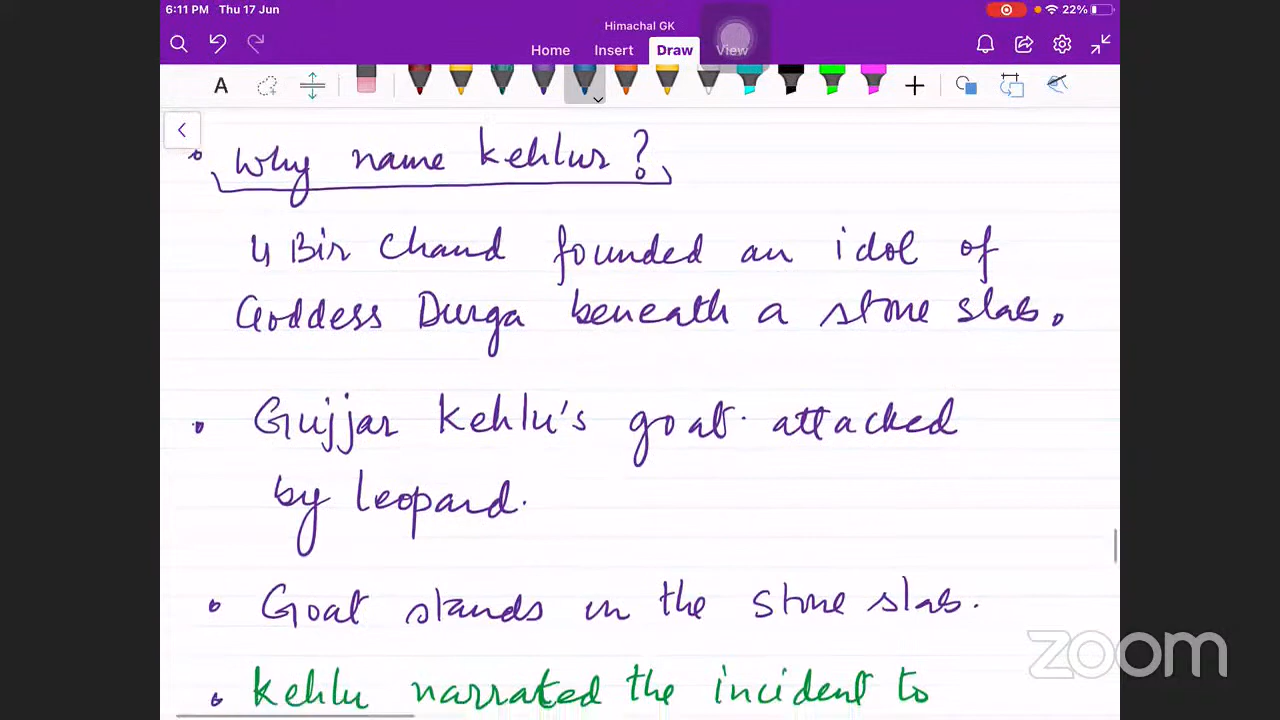 6:11 PM Thu 17 Jun
22%
Himachal GK
Home Insert Draw View
A
Why name Kehlur?
↳ Bir Chand founded an idol of
Goddess Durga beneath a stone slab.
• Gujjar Kehlu's goat attacked
by leopard.
• Goat stands in the stone slab.
• Kehlu narrated the incident to
zoom